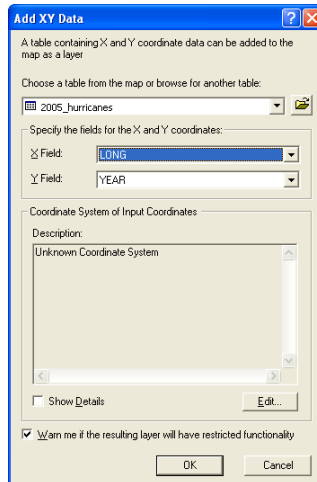 Add XY Data
A table containing X and Y coordinate data can be added to the
map as a layer
Choose a table from the map or browse for another table:
2005_hurricanes
Specify the fields for the X and Y coordinates:
X Field:
LONG
Y Field:
YEAR
Coordinate System of Input Coordinates
Description:
Unknown Coordinate System
Show Details
Edit...
Warn me if the resulting layer will have restricted functionality
OK
Cancel